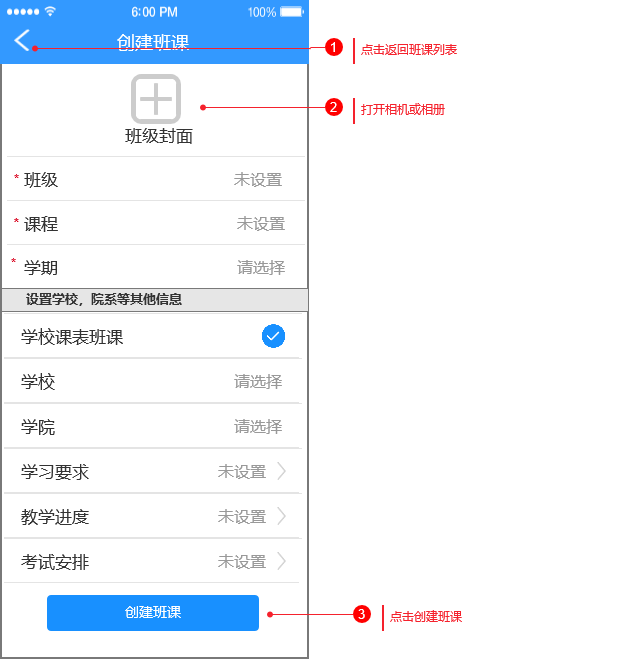 6:00 PM 100%
创建班课
1 点击返回班课列表
2 打开相机或相册
班级封面
* 班级 未设置
* 课程 未设置
* 学期 请选择
设置学校，院系等其他信息
学校课表班课
学校 请选择
学院 请选择
学习要求 未设置
教学进度 未设置
考试安排 未设置
创建班课
3 点击创建班课